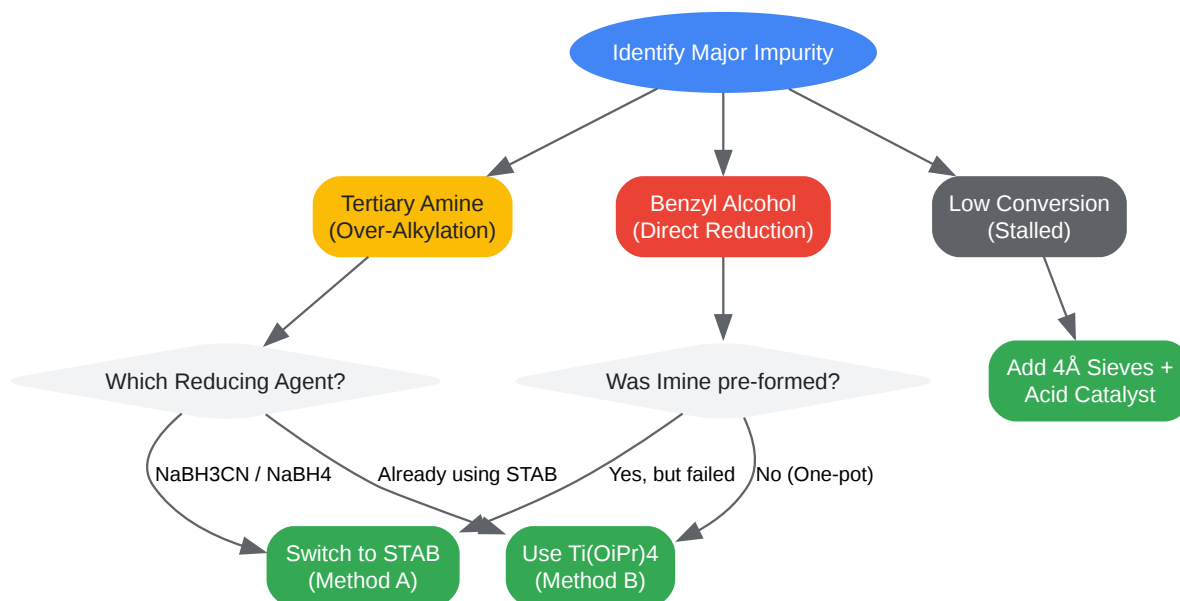 Identify Major Impurity
Tertiary Amine
(Over-Alkylation)
Benzyl Alcohol
(Direct Reduction)
Low Conversion
(Stalled)
Which Reducing Agent?
Was Imine pre-formed?
Add 4Å Sieves +
Acid Catalyst
NaBH3CN / NaBH4
Already using STAB
Yes, but failed
No (One-pot)
Switch to STAB
(Method A)
Use Ti(OiPr)4
(Method B)